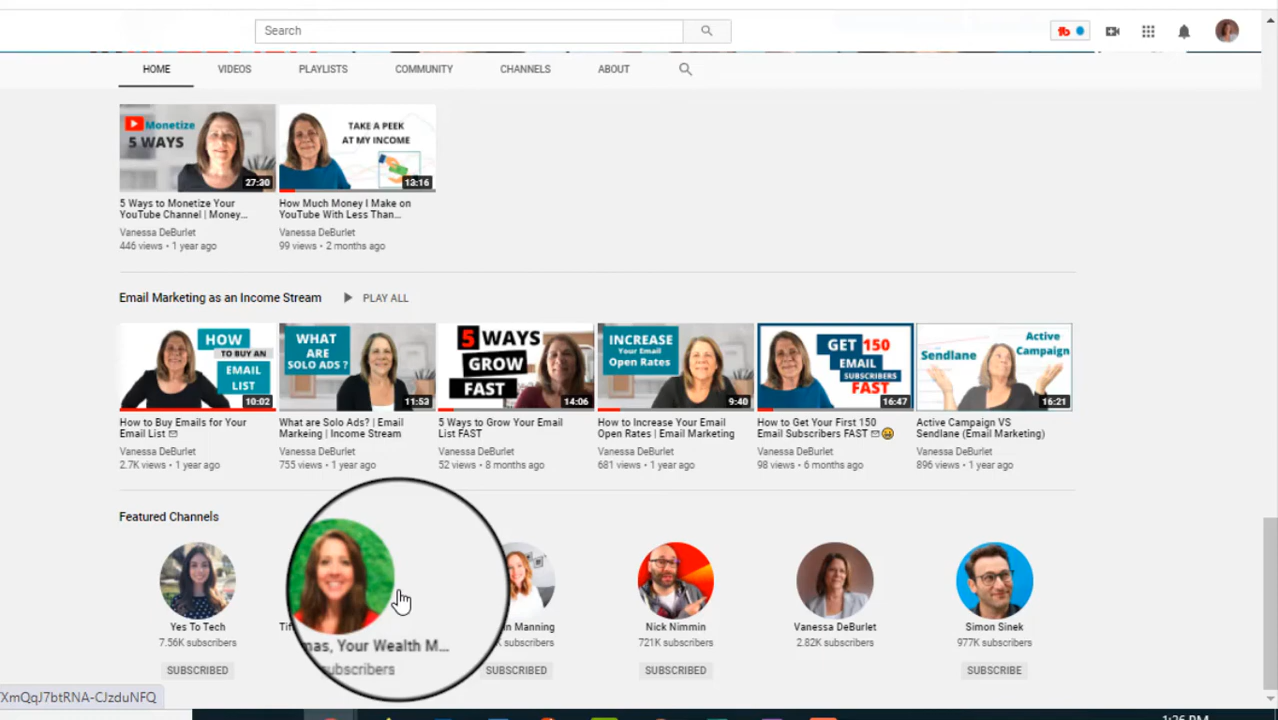 Search
HOME VIDEOS PLAYLISTS COMMUNITY CHANNELS ABOUT
Monetize
5 WAYS
27:30
TAKE A PEEK
AT MY INCOME
13:16
5 Ways to Monetize Your
YouTube Channel | Money...
Vanessa DeBurlet
446 views • 1 year ago
How Much Money I Make on
YouTube With Less Than...
Vanessa DeBurlet
99 views • 2 months ago
Email Marketing as an Income Stream PLAY ALL
HOW
TO BUY AN
EMAIL
LIST
10:02
WHAT
ARE
SOLO ADS ?
11:53
5 WAYS
GROW
FAST
14:06
INCREASE
Your Email
Open Rates
9:40
GET 150
EMAIL
SUBSCRIBERS
FAST
16:47
Active
Campaign
Sendlane
16:21
How to Buy Emails for Your
Email List ✉
Vanessa DeBurlet
2.7K views • 1 year ago
What are Solo Ads? | Email
Markeing | Income Stream
Vanessa DeBurlet
755 views • 1 year ago
5 Ways to Grow Your Email
List FAST
Vanessa DeBurlet
52 views • 8 months ago
How to Increase Your Email
Open Rates | Email Marketing
Vanessa DeBurlet
681 views • 1 year ago
How to Get Your First 150
Email Subscribers FAST ✉😀
Vanessa DeBurlet
98 views • 6 months ago
Active Campaign VS
Sendlane (Email Marketing)
Vanessa DeBurlet
896 views • 1 year ago
Featured Channels
Yes To Tech
7.56K subscribers
SUBSCRIBED
mas, Your Wealth M...
subscribers
Manning
subscribers
SUBSCRIBED
Nick Nimmin
721K subscribers
SUBSCRIBED
Vanessa DeBurlet
2.82K subscribers
Simon Sinek
977K subscribers
SUBSCRIBE
XmQqJ7btRNA-CJzduNFQ
1:26 PM